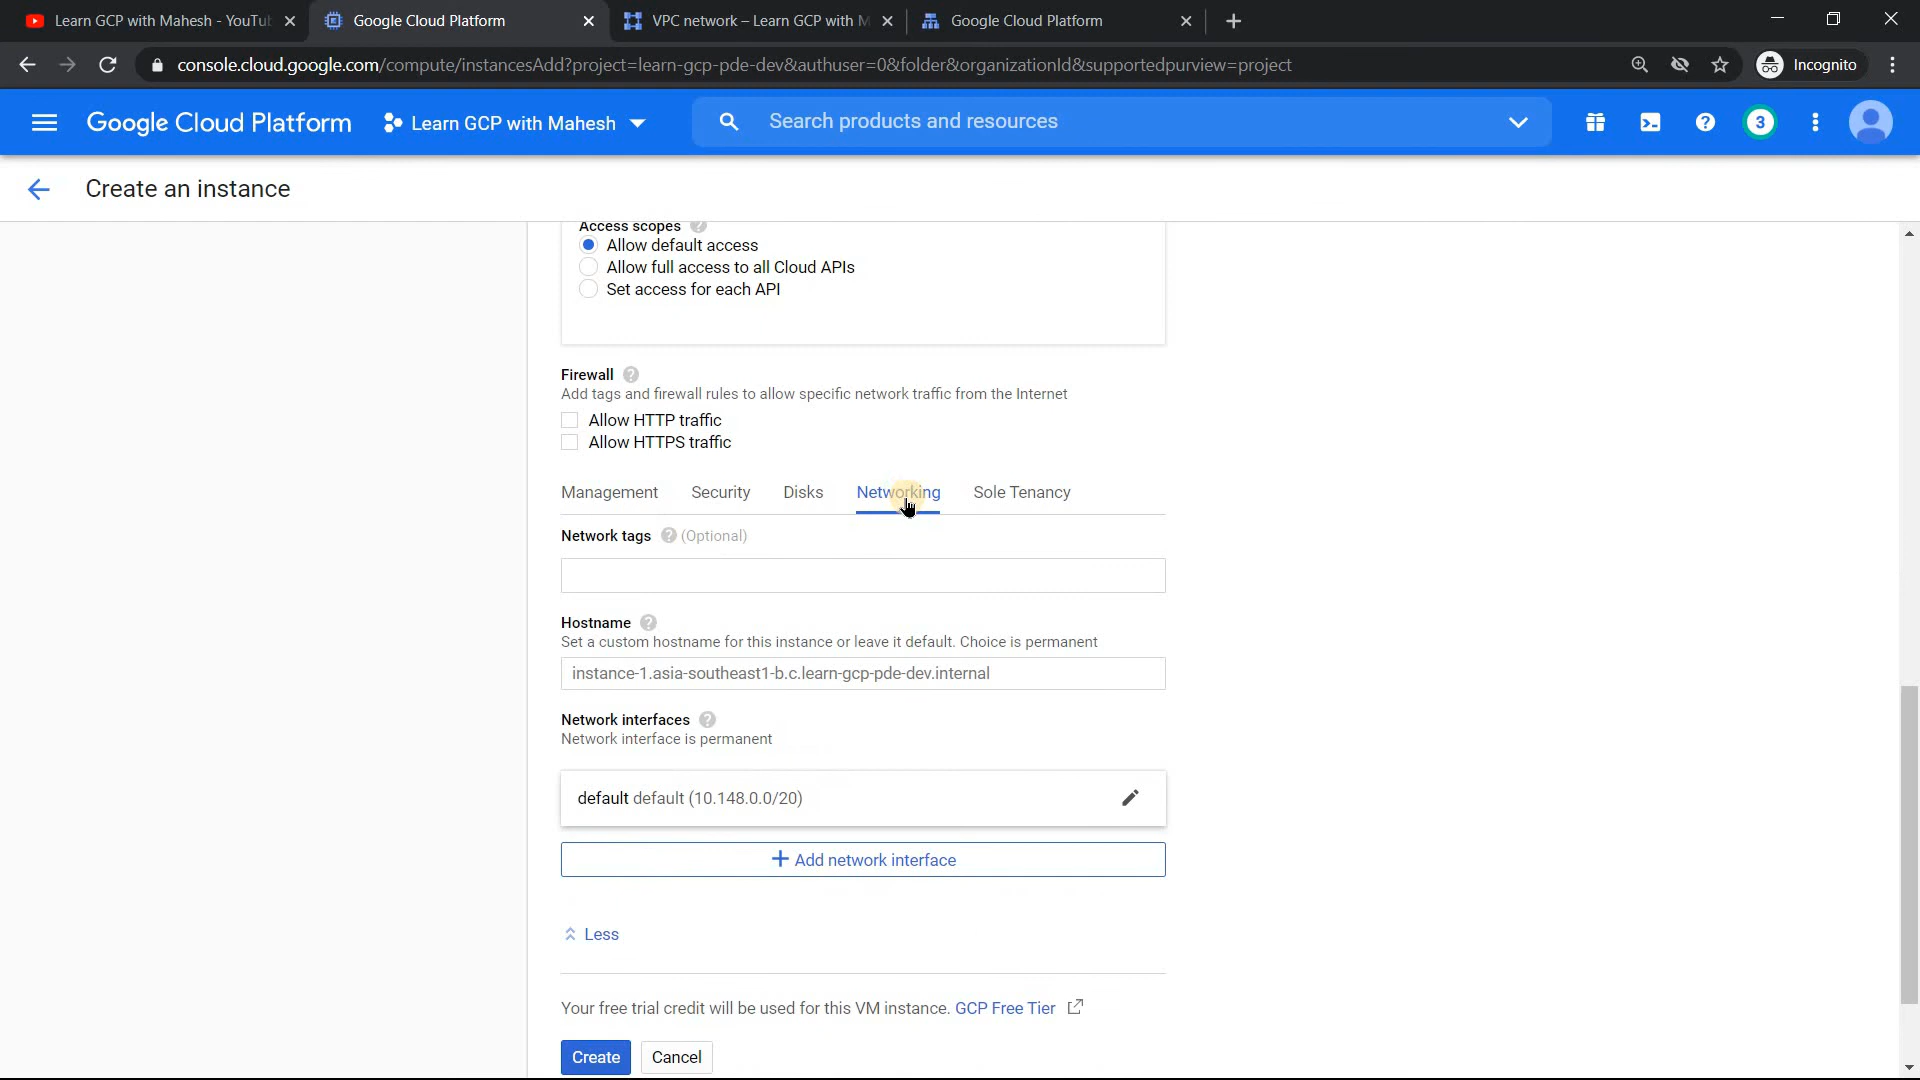 Learn GCP with Mahesh - YouTu
Google Cloud Platform
VPC network – Learn GCP with M
Google Cloud Platform
console.cloud.google.com/compute/instancesAdd?project=learn-gcp-pde-dev&authuser=0&folder&organizationId&supportedpurview=project
Incognito
Google Cloud Platform
Learn GCP with Mahesh
Search products and resources
3
Create an instance
Access scopes
Allow default access
Allow full access to all Cloud APIs
Set access for each API
Firewall
Add tags and firewall rules to allow specific network traffic from the Internet
Allow HTTP traffic
Allow HTTPS traffic
Management Security Disks Networking Sole Tenancy
Network tags (Optional)
Hostname
Set a custom hostname for this instance or leave it default. Choice is permanent
instance-1.asia-southeast1-b.c.learn-gcp-pde-dev.internal
Network interfaces
Network interface is permanent
default default (10.148.0.0/20)
+ Add network interface
Less
Your free trial credit will be used for this VM instance. GCP Free Tier
Create Cancel